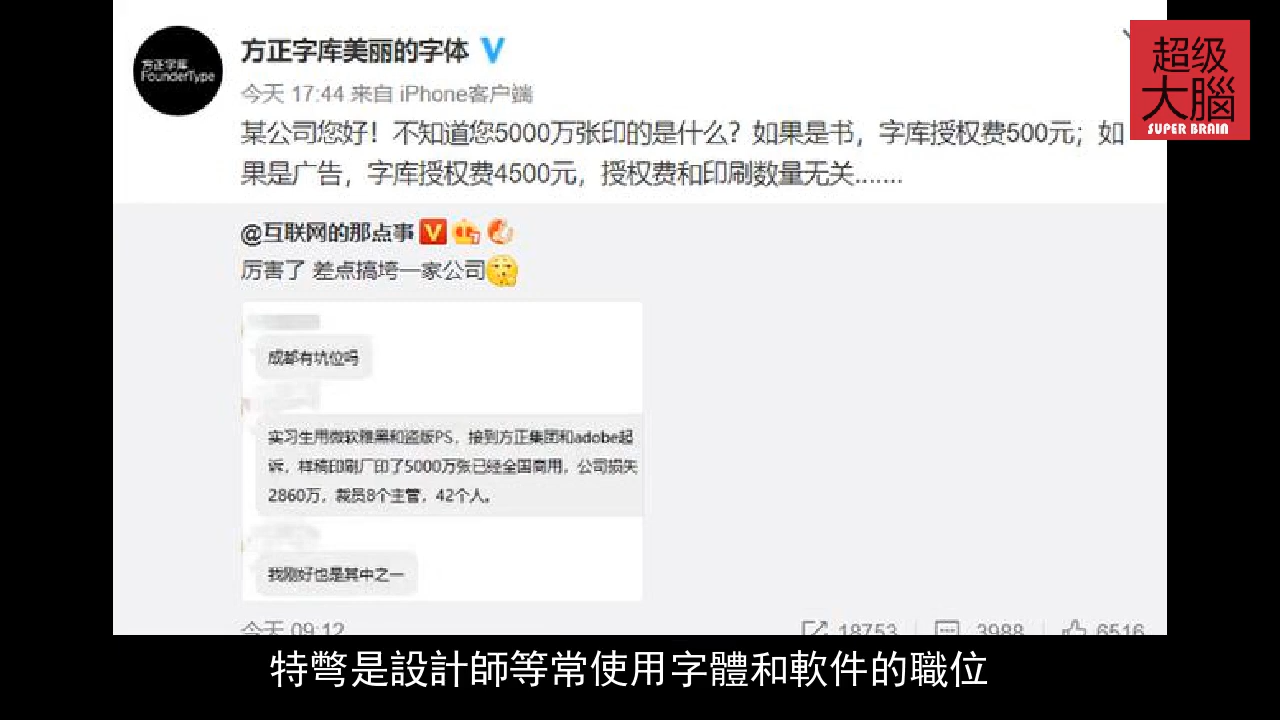 方正字库
FounderType
方正字库美丽的字体
今天 17:44 来自 iPhone客户端
某公司您好！不知道您5000万张印的是什么？如果是书，字库授权费500元；如
果是广告，字库授权费4500元，授权费和印刷数量无关.......
超级
大腦
SUPER BRAIN
@互联网的那点事
厉害了 差点搞垮一家公司
成都有坑位吗
实习生用微软雅黑和盗版PS，接到方正集团和adobe起
诉，样稿印刷厂印了5000万张已经全国商用，公司损失
2860万，裁员8个主管，42个人。
我刚好也是其中之一
今天 09:12
18753 3988 6516
特彆是設計師等常使用字體和軟件的職位